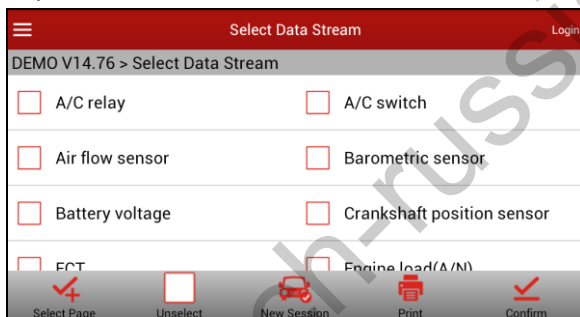 Select Data Stream Login
DEMO V14.76 > Select Data Stream
A/C relay A/C switch
Air flow sensor Barometric sensor
Battery voltage Crankshaft position sensor
ECT Engine load(A/N)
Select Page Unselect New Session Print Confirm